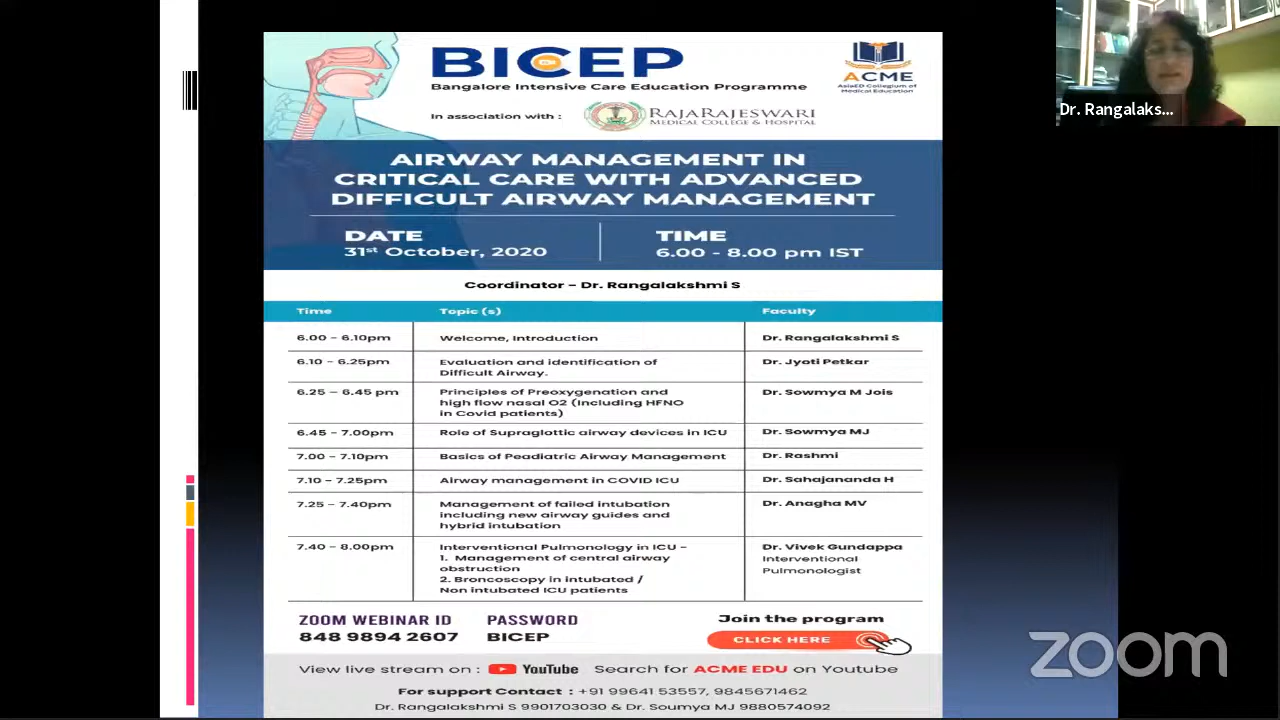 BICEP
Bangalore Intensive Care Education Programme
ACME
AsiaED Collegium of
Medical Education
In association with :
RAJARAJESWARI
MEDICAL COLLEGE & HOSPITAL
Dr. Rangalaks...
AIRWAY MANAGEMENT IN
CRITICAL CARE WITH ADVANCED
DIFFICULT AIRWAY MANAGEMENT
DATE
31st October, 2020
TIME
6.00 - 8.00 pm IST
Coordinator - Dr. Rangalakshmi S
Time Topic (s) Faculty
6.00 - 6.10pm Welcome, Introduction Dr. Rangalakshmi S
6.10 - 6.25pm Evaluation and identification of Dr. Jyoti Petkar
Difficult Airway.
6.25 – 6.45 pm Principles of Preoxygenation and Dr. Sowmya M Jois
high flow nasal O2 (Including HFNO
in Covid patients)
6.45 - 7.00pm Role of Supraglottic airway devices in ICU Dr. Sowmya MJ
7.00 - 7.10pm Basics of Peadiatric Airway Management Dr. Rashmi
7.10 - 7.25pm Airway management in COVID ICU Dr. Sahajananda H
7.25 - 7.40pm Management of failed intubation Dr. Anagha MV
including new airway guides and
hybrid intubation
7.40 - 8.00pm Interventional Pulmonology in ICU – Dr. Vivek Gundappa
1. Management of central airway Interventional
obstruction Pulmonologist
2. Broncoscopy in intubated /
Non intubated ICU patients
ZOOM WEBINAR ID
848 9894 2607
PASSWORD
BICEP
Join the program
CLICK HERE
View live stream on : YouTube Search for ACME EDU on Youtube
For support Contact : +91 99641 53557, 9845671462
Dr. Rangalakshmi S 9901703030 & Dr. Soumya MJ 9880574092
zoom